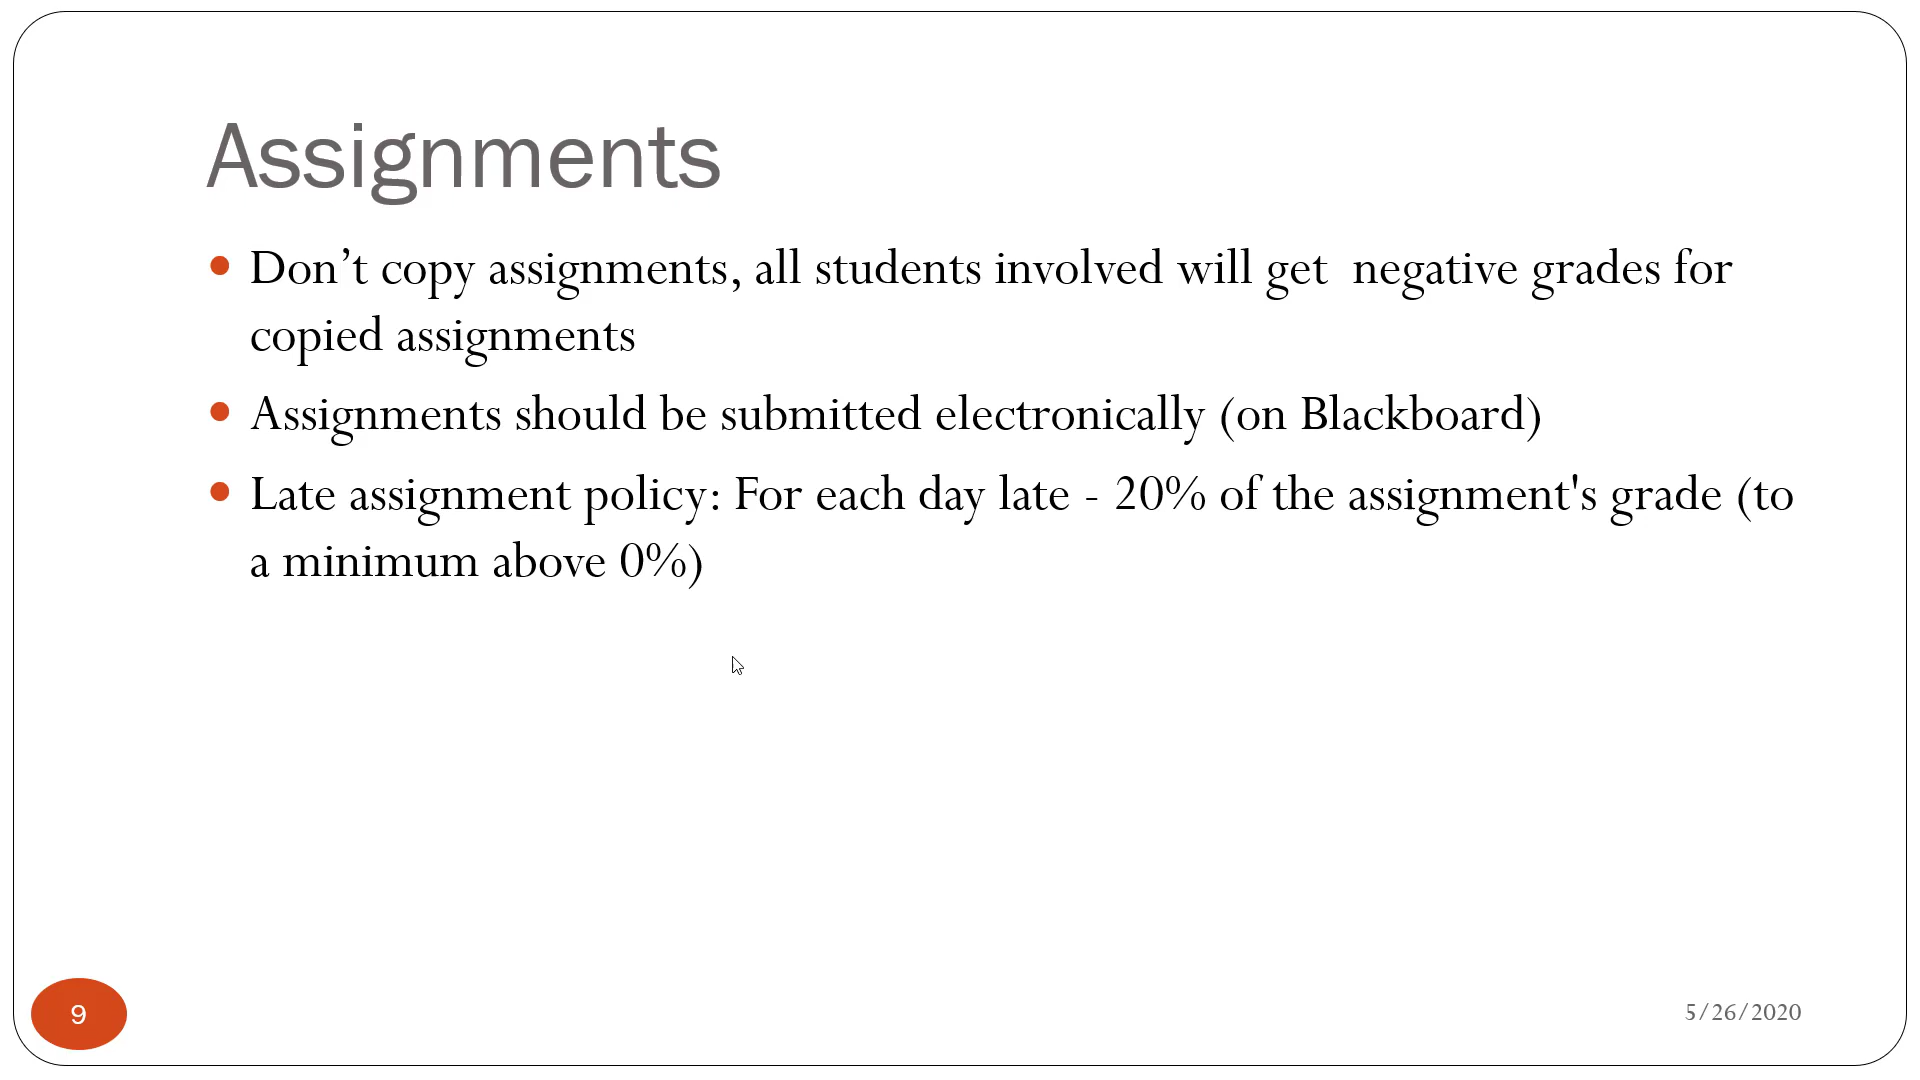 Assignments
Don’t copy assignments, all students involved will get  negative grades for
copied assignments
Assignments should be submitted electronically (on Blackboard)
Late assignment policy: For each day late - 20% of the assignment's grade (to
a minimum above 0%)
9
5/26/2020